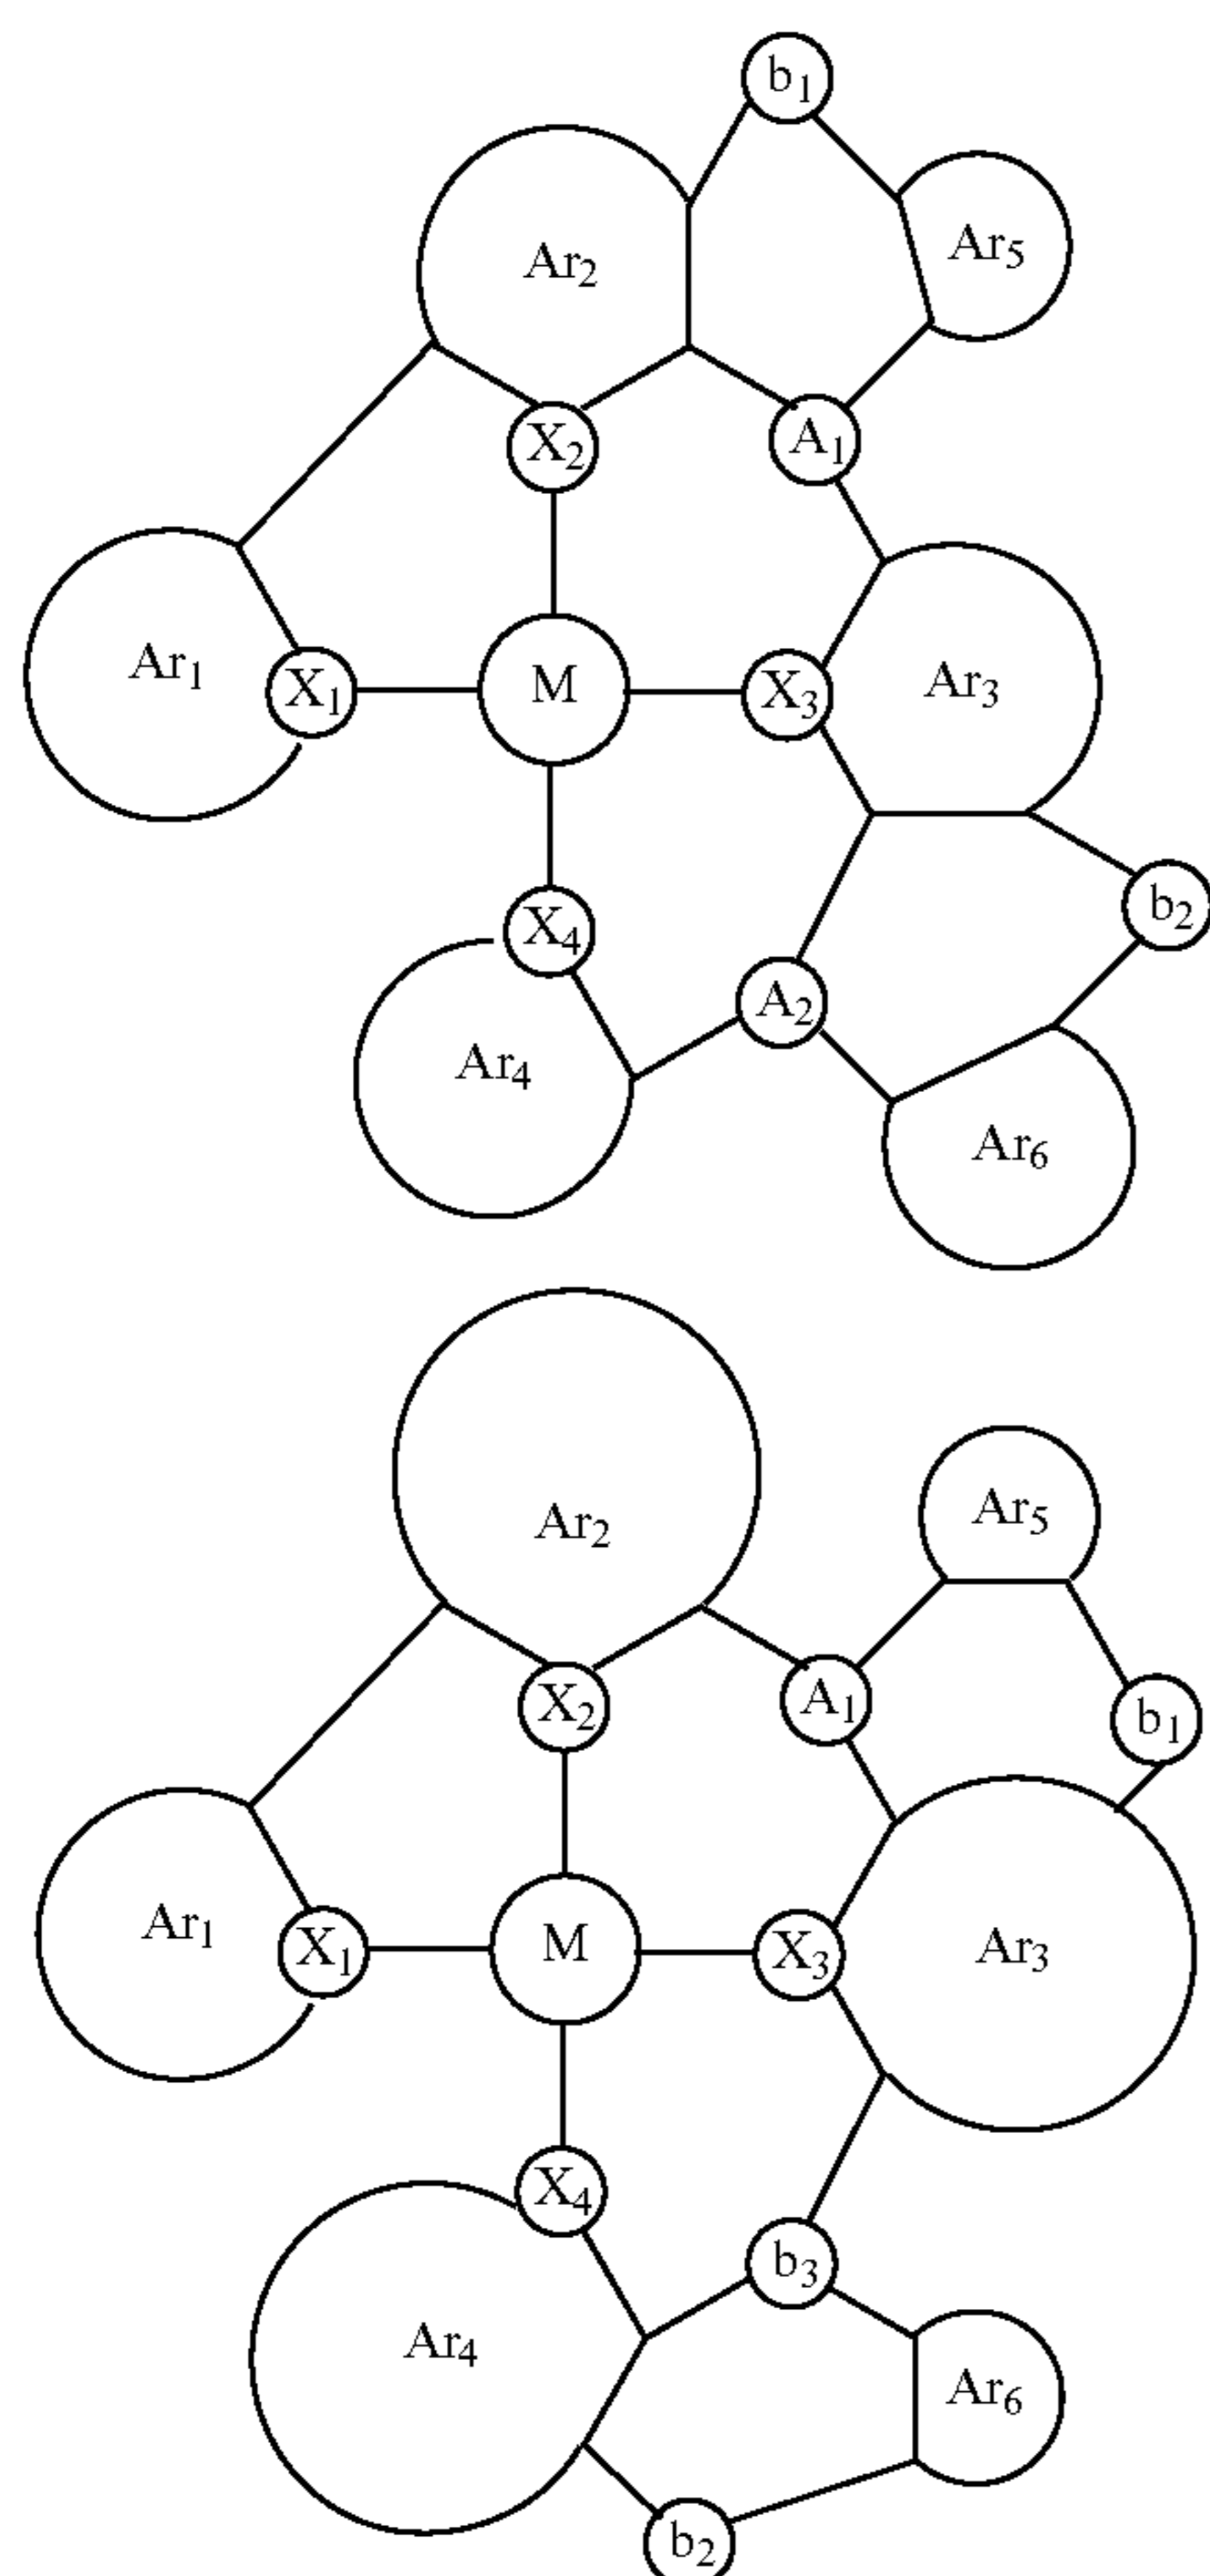 b₁
Ar₂
Ar₅
X₂
A₁
Ar₁
X₁
M
X₃
Ar₃
b₂
X₄
A₂
Ar₄
Ar₆
Ar₂
Ar₅
X₂
A₁
b₁
Ar₁
X₁
M
X₃
Ar₃
X₄
b₃
Ar₄
Ar₆
b₂